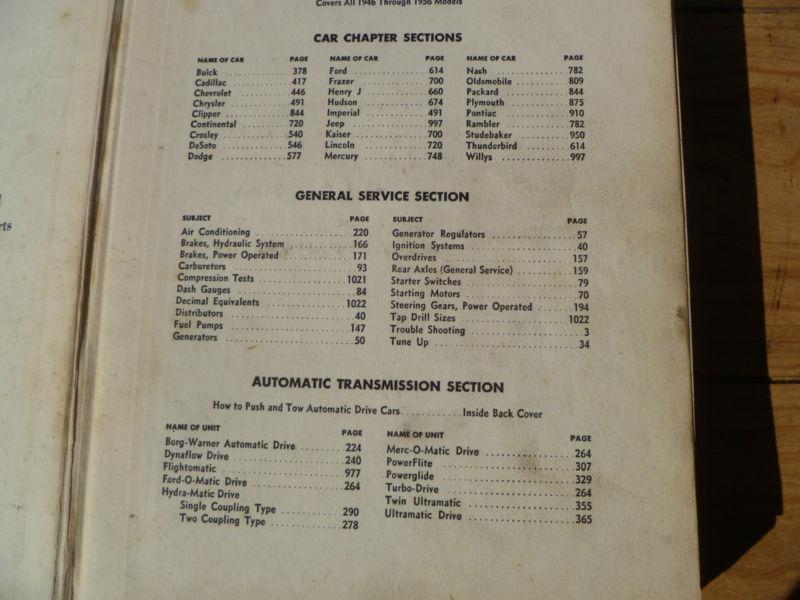 Covers All 1946 Through 1956 Models
CAR CHAPTER SECTIONS
NAME OF CAR PAGE
Buick 378
Cadillac 417
Chevrolet 446
Chrysler 491
Clipper 844
Continental 720
Crosley 540
DeSoto 546
Dodge 577
NAME OF CAR PAGE
Ford 614
Frazer 700
Henry J 660
Hudson 674
Imperial 491
Jeep 997
Kaiser 700
Lincoln 720
Mercury 748
NAME OF CAR PAGE
Nash 782
Oldsmobile 809
Packard 844
Plymouth 875
Pontiac 910
Rambler 782
Studebaker 950
Thunderbird 614
Willys 997
GENERAL SERVICE SECTION
SUBJECT PAGE
Air Conditioning 220
Brakes, Hydraulic System 166
Brakes, Power Operated 171
Carburetors 93
Compression Tests 1021
Dash Gauges 84
Decimal Equivalents 1022
Distributors 40
Fuel Pumps 147
Generators 50
SUBJECT PAGE
Generator Regulators 57
Ignition Systems 40
Overdrives 157
Rear Axles (General Service) 159
Starter Switches 79
Starting Motors 70
Steering Gears, Power Operated 194
Tap Drill Sizes 1022
Trouble Shooting 3
Tune Up 34
AUTOMATIC TRANSMISSION SECTION
How to Push and Tow Automatic Drive Cars Inside Back Cover
NAME OF UNIT PAGE
Borg-Warner Automatic Drive 224
Dynaflow Drive 240
Flightomatic 977
Ford-O-Matic Drive 264
Hydra-Matic Drive
Single Coupling Type 290
Two Coupling Type 278
NAME OF UNIT PAGE
Merc-O-Matic Drive 264
PowerFlite 307
Powerglide 329
Turbo-Drive 264
Twin Ultramatic 355
Ultramatic Drive 365